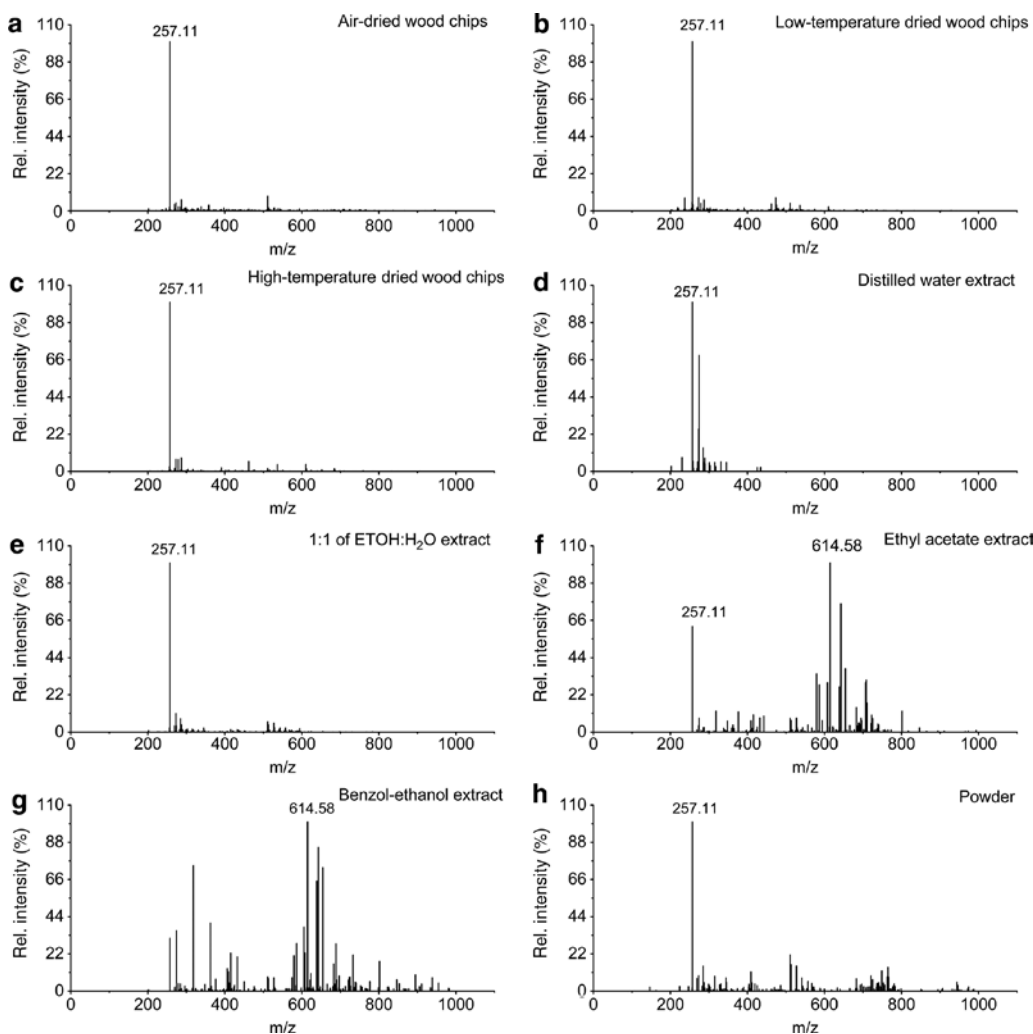 a Air-dried wood chips
257.11
Rel. intensity (%)
110
88
66
44
22
0
0 200 400 600 800 1000
m/z
b Low-temperature dried wood chips
257.11
Rel. intensity (%)
110
88
66
44
22
0
0 200 400 600 800 1000
m/z
c High-temperature dried wood chips
257.11
Rel. intensity (%)
110
88
66
44
22
0
0 200 400 600 800 1000
m/z
d Distilled water extract
257.11
Rel. intensity (%)
110
88
66
44
22
0
0 200 400 600 800 1000
m/z
e 1:1 of ETOH:H₂O extract
257.11
Rel. intensity (%)
110
88
66
44
22
0
0 200 400 600 800 1000
m/z
f Ethyl acetate extract
614.58
257.11
Rel. intensity (%)
110
88
66
44
22
0
0 200 400 600 800 1000
m/z
g Benzol-ethanol extract
614.58
Rel. intensity (%)
110
88
66
44
22
0
0 200 400 600 800 1000
m/z
h Powder
257.11
Rel. intensity (%)
110
88
66
44
22
0
0 200 400 600 800 1000
m/z